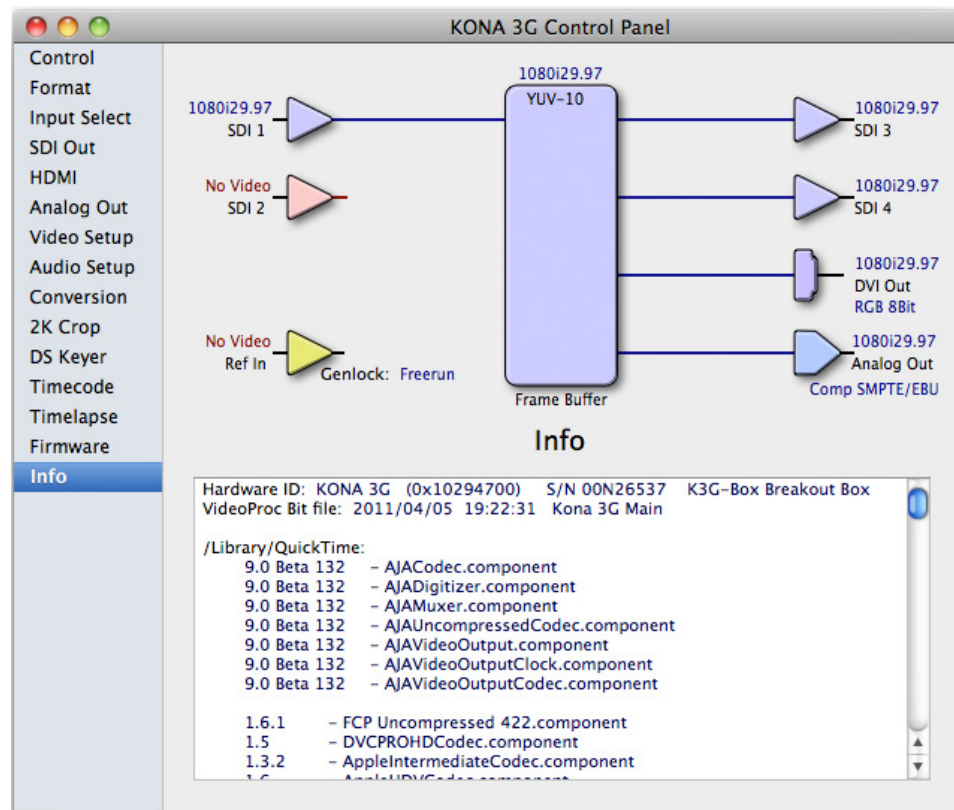 KONA 3G Control Panel
Control
Format
Input Select
SDI Out
HDMI
Analog Out
Video Setup
Audio Setup
Conversion
2K Crop
DS Keyer
Timecode
Timelapse
Firmware
Info
1080i29.97
SDI 1
No Video
SDI 2
No Video
Ref In
Genlock: Freerun
1080i29.97
YUV-10
Frame Buffer
1080i29.97
SDI 3
1080i29.97
SDI 4
1080i29.97
DVI Out
RGB 8Bit
1080i29.97
Analog Out
Comp SMPTE/EBU
Info
Hardware ID: KONA 3G (0x10294700) S/N 00N26537 K3G-Box Breakout Box
VideoProc Bit file: 2011/04/05 19:22:31 Kona 3G Main
/Library/QuickTime:
9.0 Beta 132 - AJACodec.component
9.0 Beta 132 - AJADigitizer.component
9.0 Beta 132 - AJAMuxer.component
9.0 Beta 132 - AJAUncompressedCodec.component
9.0 Beta 132 - AJAVideoOutput.component
9.0 Beta 132 - AJAVideoOutputClock.component
9.0 Beta 132 - AJAVideoOutputCodec.component
1.6.1 - FCP Uncompressed 422.component
1.5 - DVCPROHDCodec.component
1.3.2 - AppleIntermediateCodec.component